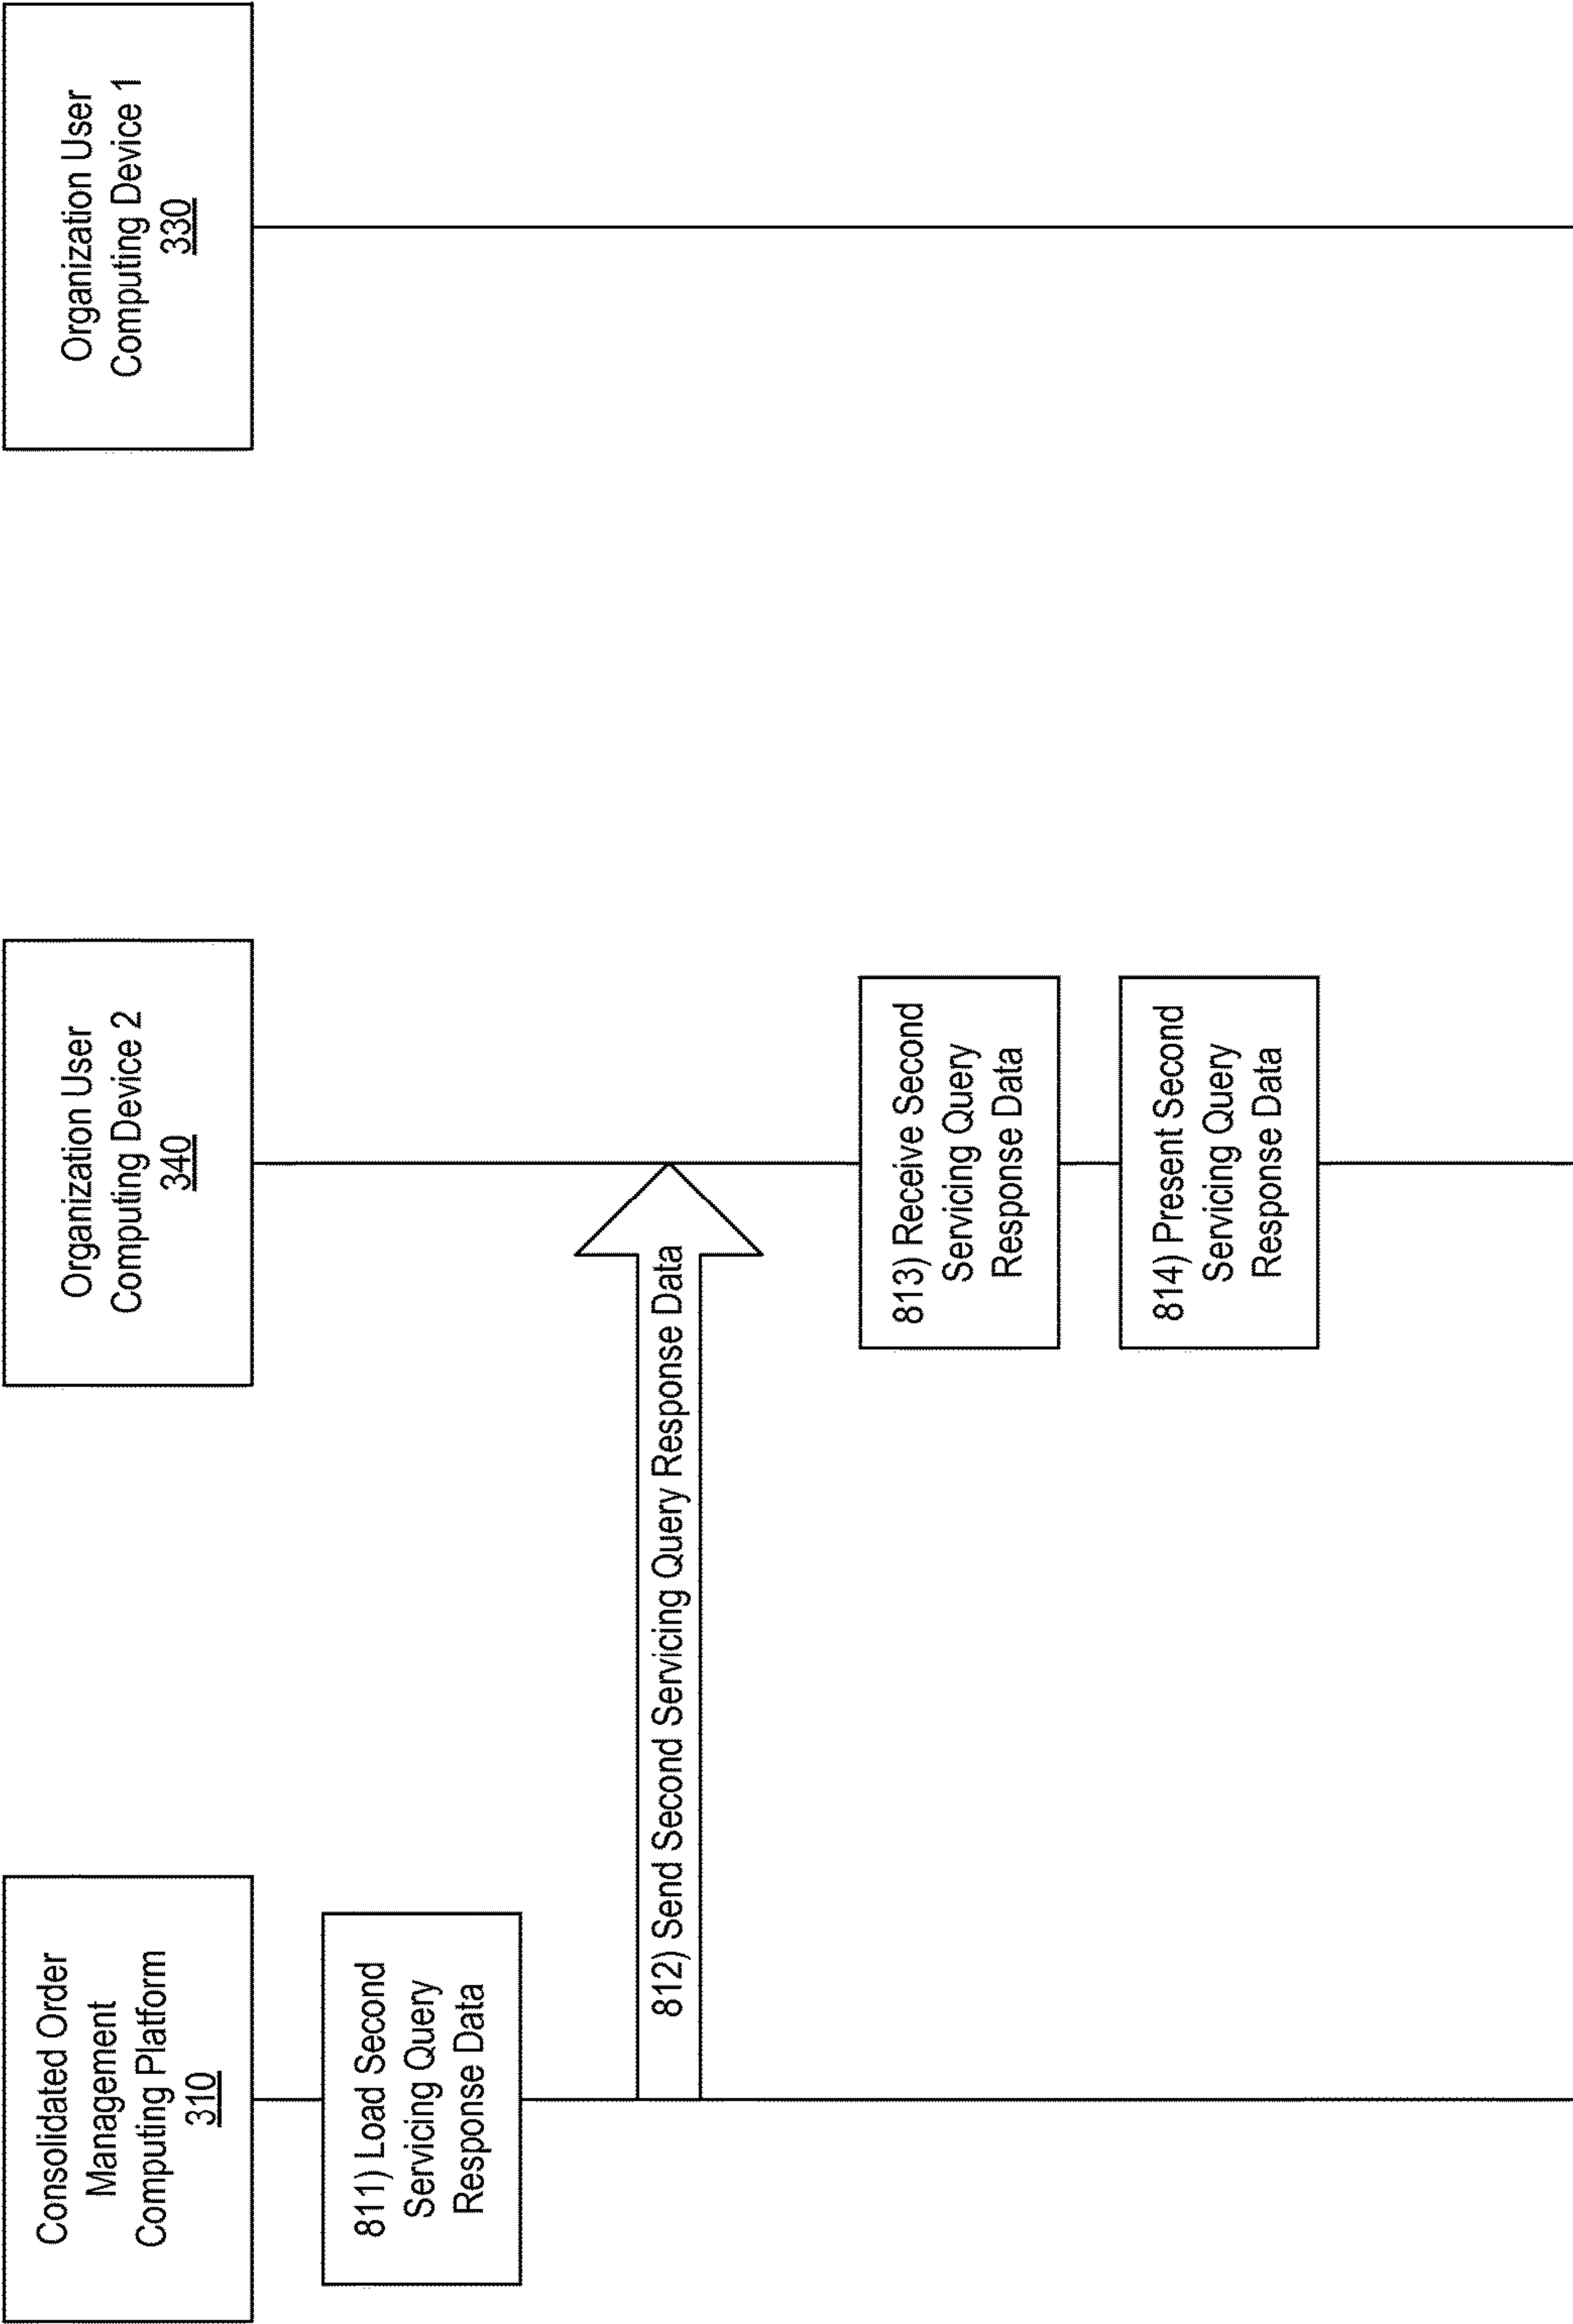 Consolidated Order
Management
Computing Platform
310
Organization User
Computing Device 2
340
Organization User
Computing Device 1
330
811) Load Second
Servicing Query
Response Data
812) Send Second Servicing Query Response Data
813) Receive Second
Servicing Query
Response Data
814) Present Second
Servicing Query
Response Data